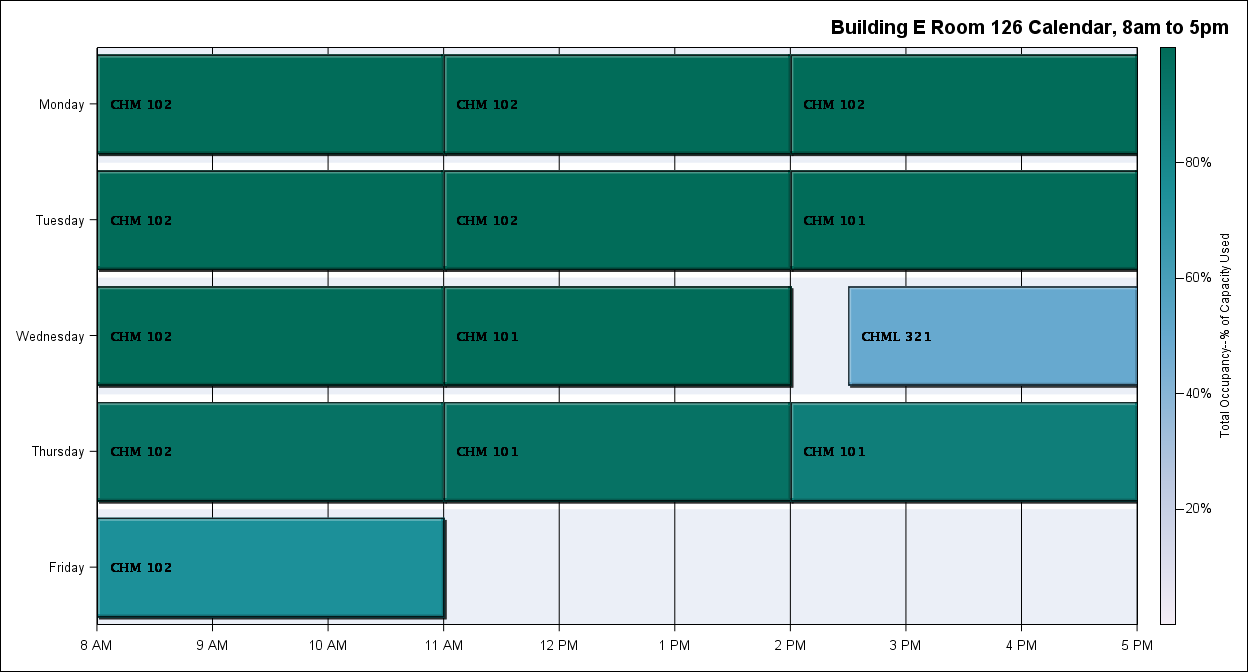 Building E Room 126 Calendar, 8am to 5pm
Monday
CHM 102
CHM 102
CHM 102
Tuesday
CHM 102
CHM 102
CHM 101
Wednesday
CHM 102
CHM 101
CHML 321
Thursday
CHM 102
CHM 101
CHM 101
Friday
CHM 102
8 AM
9 AM
10 AM
11 AM
12 PM
1 PM
2 PM
3 PM
4 PM
5 PM
80%
60%
40%
20%
Total Occupancy--% of Capacity Used